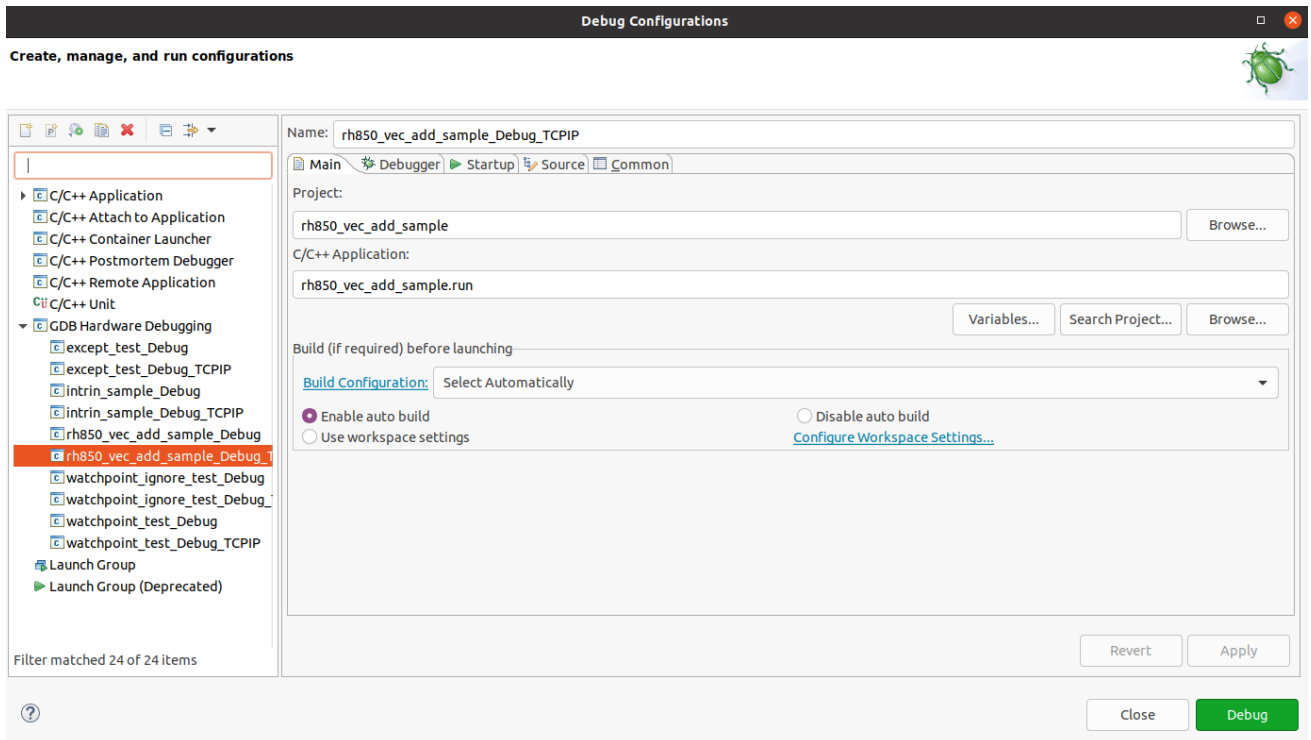 Debug Configurations
Create, manage, and run configurations
Name: rh850_vec_add_sample_Debug_TCPIP
Main Debugger Startup Source Common
Project:
rh850_vec_add_sample Browse...
C/C++ Application:
rh850_vec_add_sample.run
Variables... Search Project... Browse...
Build (if required) before launching
Build Configuration: Select Automatically
Enable auto build Disable auto build
Use workspace settings Configure Workspace Settings...
C/C++ Application
C/C++ Attach to Application
C/C++ Container Launcher
C/C++ Postmortem Debugger
C/C++ Remote Application
C/C++ Unit
GDB Hardware Debugging
except_test_Debug
except_test_Debug_TCPIP
intrin_sample_Debug
intrin_sample_Debug_TCPIP
rh850_vec_add_sample_Debug
rh850_vec_add_sample_Debug_T
watchpoint_ignore_test_Debug
watchpoint_ignore_test_Debug_
watchpoint_test_Debug
watchpoint_test_Debug_TCPIP
Launch Group
Launch Group (Deprecated)
Filter matched 24 of 24 items
Revert Apply
Close Debug